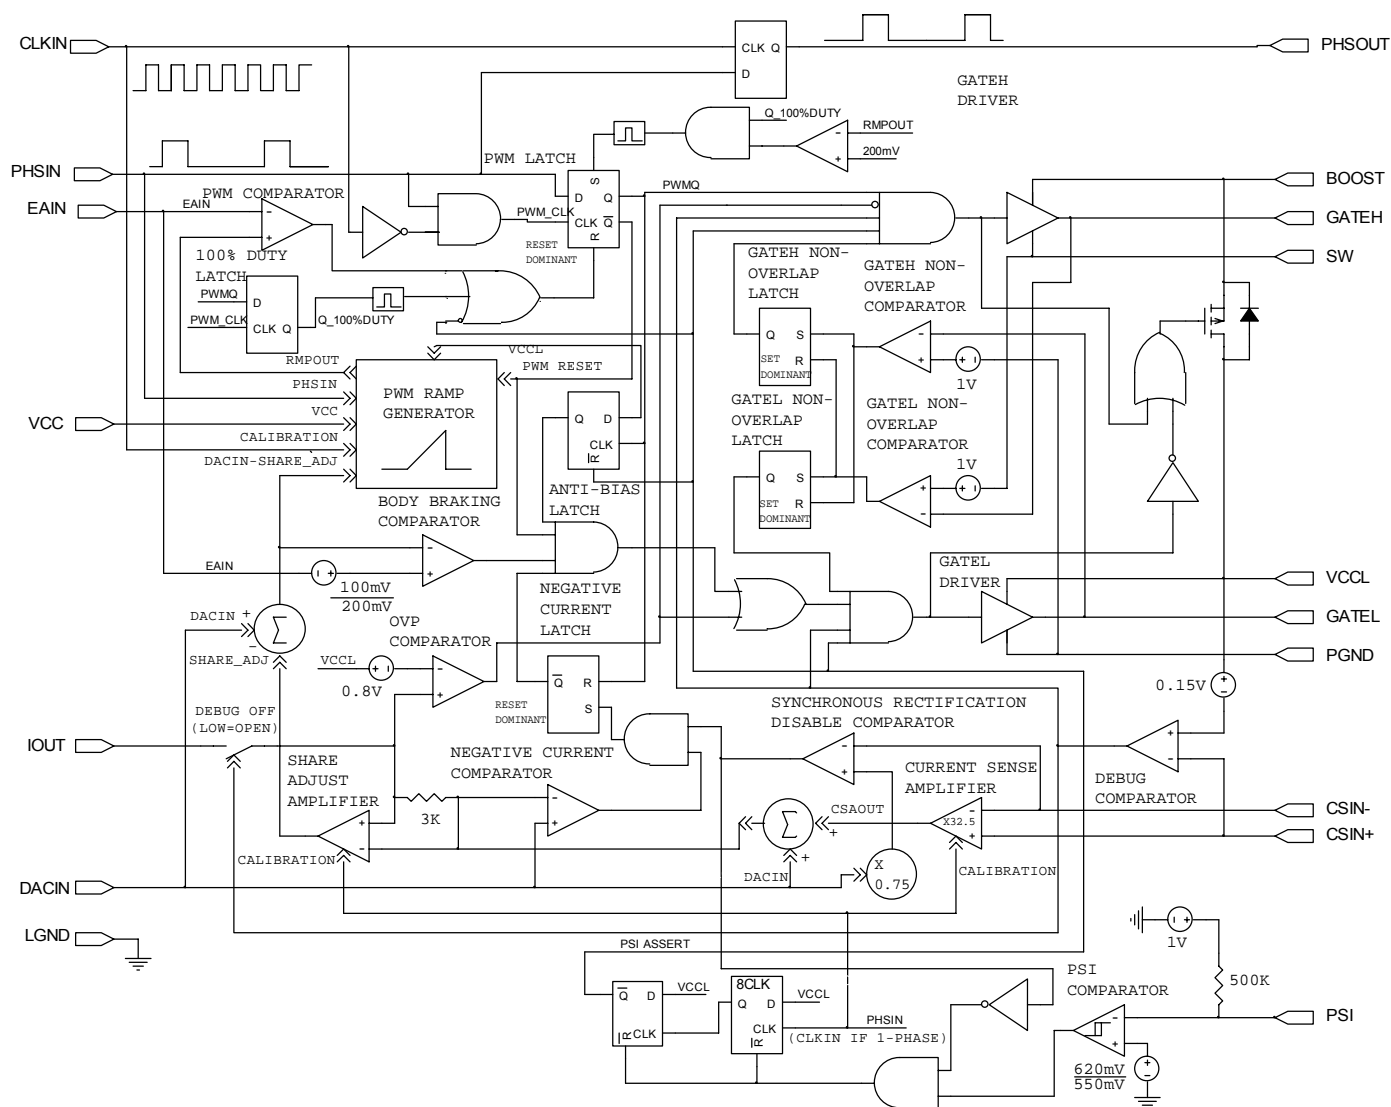 CLKIN
CLK Q
D
PHSOUT
GATEH
DRIVER
Q_100%DUTY
RMPOUT
200mV
-
+
PWM LATCH
PHSIN
PWM COMPARATOR
S
D Q
CLK Q
R
PWM_CLK
RESET
DOMINANT
PWMQ
BOOST
EAIN
EAIN
-
+
GATEH
SW
100% DUTY
LATCH
PWMQ
PWM_CLK
D
CLK Q
Q_100%DUTY
GATEH NON-
OVERLAP
LATCH
GATEH NON-
OVERLAP
COMPARATOR
Q S
R
SET
DOMINANT
-
+
1V
RMPOUT
PHSIN
VCC
CALIBRATION
DACIN-SHARE_ADJ
VCCL
PWM RESET
PWM RAMP
GENERATOR
VCC
Q D
CLK
R
ANTI-BIAS
LATCH
GATEL NON-
OVERLAP
LATCH
GATEL NON-
OVERLAP
COMPARATOR
1V
Q S
R
SET
DOMINANT
+
-
BODY BRAKING
COMPARATOR
EAIN
100mV
200mV
-
+
NEGATIVE
CURRENT
LATCH
GATEL
DRIVER
VCCL
GATEL
PGND
DACIN
+
-
Σ
SHARE_ADJ
OVP
COMPARATOR
VCCL
0.8V
-
+
Q R
S
RESET
DOMINANT
0.15V
SYNCHRONOUS RECTIFICATION
DISABLE COMPARATOR
DEBUG OFF
(LOW=OPEN)
IOUT
SHARE
ADJUST
AMPLIFIER
NEGATIVE CURRENT
COMPARATOR
3K
-
+
-
+
CURRENT SENSE
AMPLIFIER
DEBUG
COMPARATOR
+
-
CSAOUT
X32.5
-
+
CSIN-
CSIN+
Σ
+
+
+
-
CALIBRATION
DACIN
DACIN
X
0.75
CALIBRATION
LGND
PSI ASSERT
1V
500K
PSI
COMPARATOR
PSI
Q D
R CLK
VCCL
8CLK
Q D
CLK
R
VCCL
PHSIN
(CLKIN IF 1-PHASE)
-
+
620mV
550mV